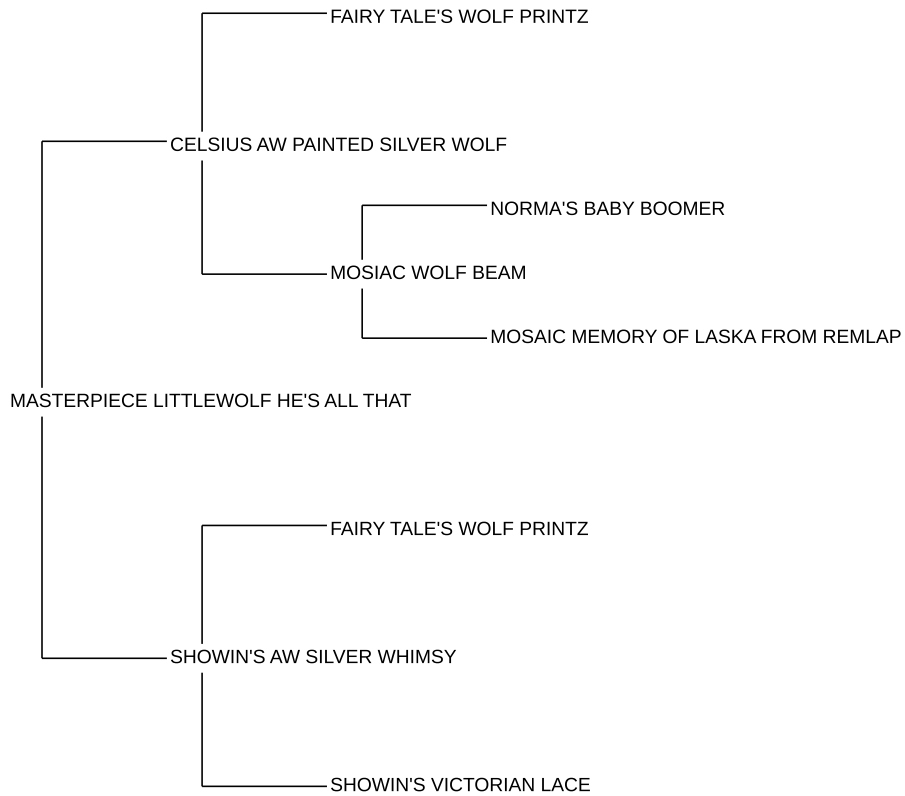 FAIRY TALE'S WOLF PRINTZ
CELSIUS AW PAINTED SILVER WOLF
NORMA'S BABY BOOMER
MOSIAC WOLF BEAM
MOSAIC MEMORY OF LASKA FROM REMLAP
MASTERPIECE LITTLEWOLF HE'S ALL THAT
FAIRY TALE'S WOLF PRINTZ
SHOWIN'S AW SILVER WHIMSY
SHOWIN'S VICTORIAN LACE